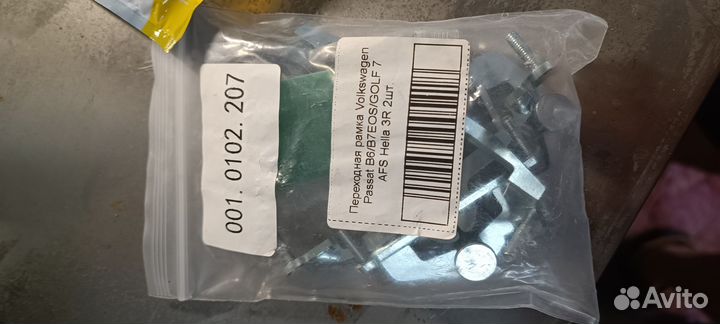 001. 0102. 207
Переходная рамка Volkswagen
Passat B6/B7EOS/GOLF 7
AFS Hella 3R 2шт.
Avito